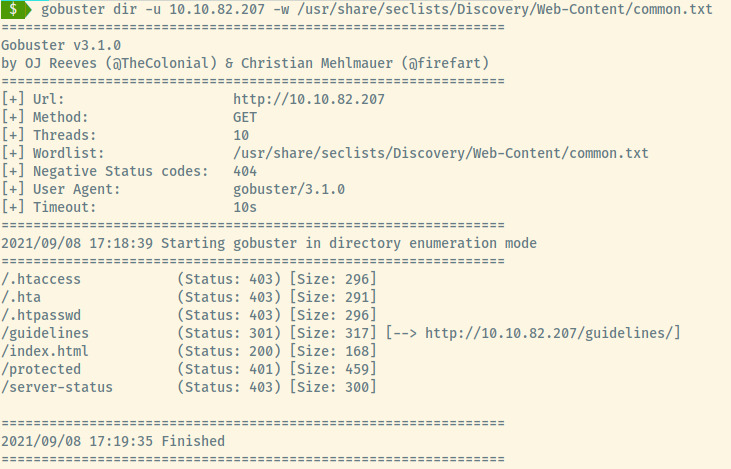 $ gobuster dir -u 10.10.82.207 -w /usr/share/seclists/Discovery/Web-Content/common.txt
===============================================================
Gobuster v3.1.0
by OJ Reeves (@TheColonial) & Christian Mehlmauer (@firefart)
===============================================================
[+] Url:                     http://10.10.82.207
[+] Method:                  GET
[+] Threads:                 10
[+] Wordlist:                /usr/share/seclists/Discovery/Web-Content/common.txt
[+] Negative Status codes:   404
[+] User Agent:              gobuster/3.1.0
[+] Timeout:                 10s
===============================================================
2021/09/08 17:18:39 Starting gobuster in directory enumeration mode
===============================================================
/.htaccess            (Status: 403) [Size: 296]
/.hta                 (Status: 403) [Size: 291]
/.htpasswd            (Status: 403) [Size: 296]
/guidelines           (Status: 301) [Size: 317] [--> http://10.10.82.207/guidelines/]
/index.html           (Status: 200) [Size: 168]
/protected            (Status: 401) [Size: 459]
/server-status        (Status: 403) [Size: 300]

===============================================================
2021/09/08 17:19:35 Finished
===============================================================